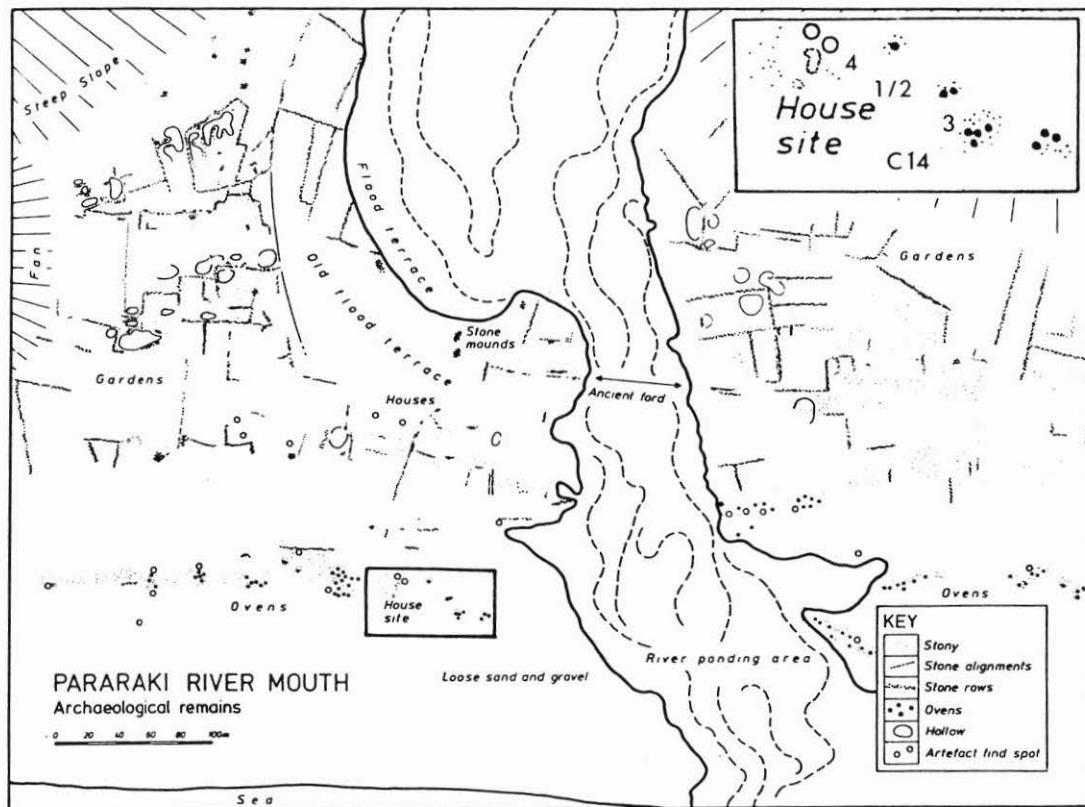 Steep Slope
Fan
Gardens
Flood terrace
Old flood terrace
Stone
mounds
Houses
Ancient ford
4
1/2
3
House
site
C14
Gardens
Ovens
House
site
Ovens
River ponding area
Loose sand and gravel
PARARAKI RIVER MOUTH
Archaeological remains
0 20 40 60 80 100m
Sea
KEY
Stony
Stone alignments
Stone rows
Ovens
Hollow
Artefact find spot